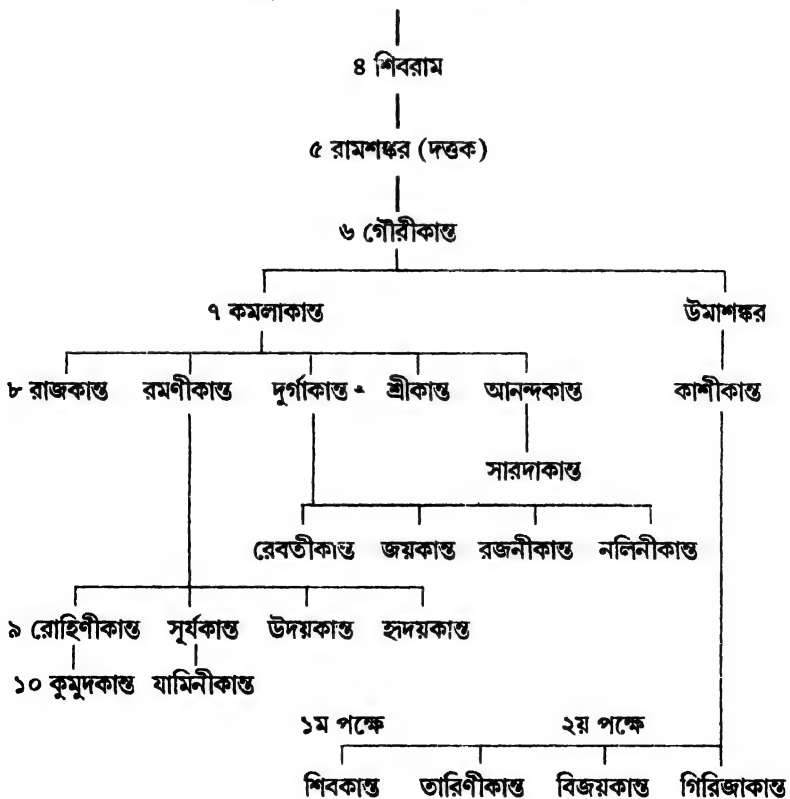 ৪ শিবরাম
৫ রামশঙ্কর (দত্তক)
৬ গৌরীকান্ত
৭ কমলাকান্ত উমাশঙ্কর
৮ রাজকান্ত রমণীকান্ত দুর্গাকান্ত শ্রীকান্ত আনন্দকান্ত কাশীকান্ত
সারদাকান্ত
রেবতীকান্ত জয়কান্ত রজনীকান্ত নলিনীকান্ত
৯ রোহিণীকান্ত সূর্যকান্ত উদয়কান্ত হৃদয়কান্ত
১০ কুমুদকান্ত যামিনীকান্ত
১ম পক্ষে ২য় পক্ষে
শিবকান্ত তারিণীকান্ত বিজয়কান্ত গিরিজাকান্ত